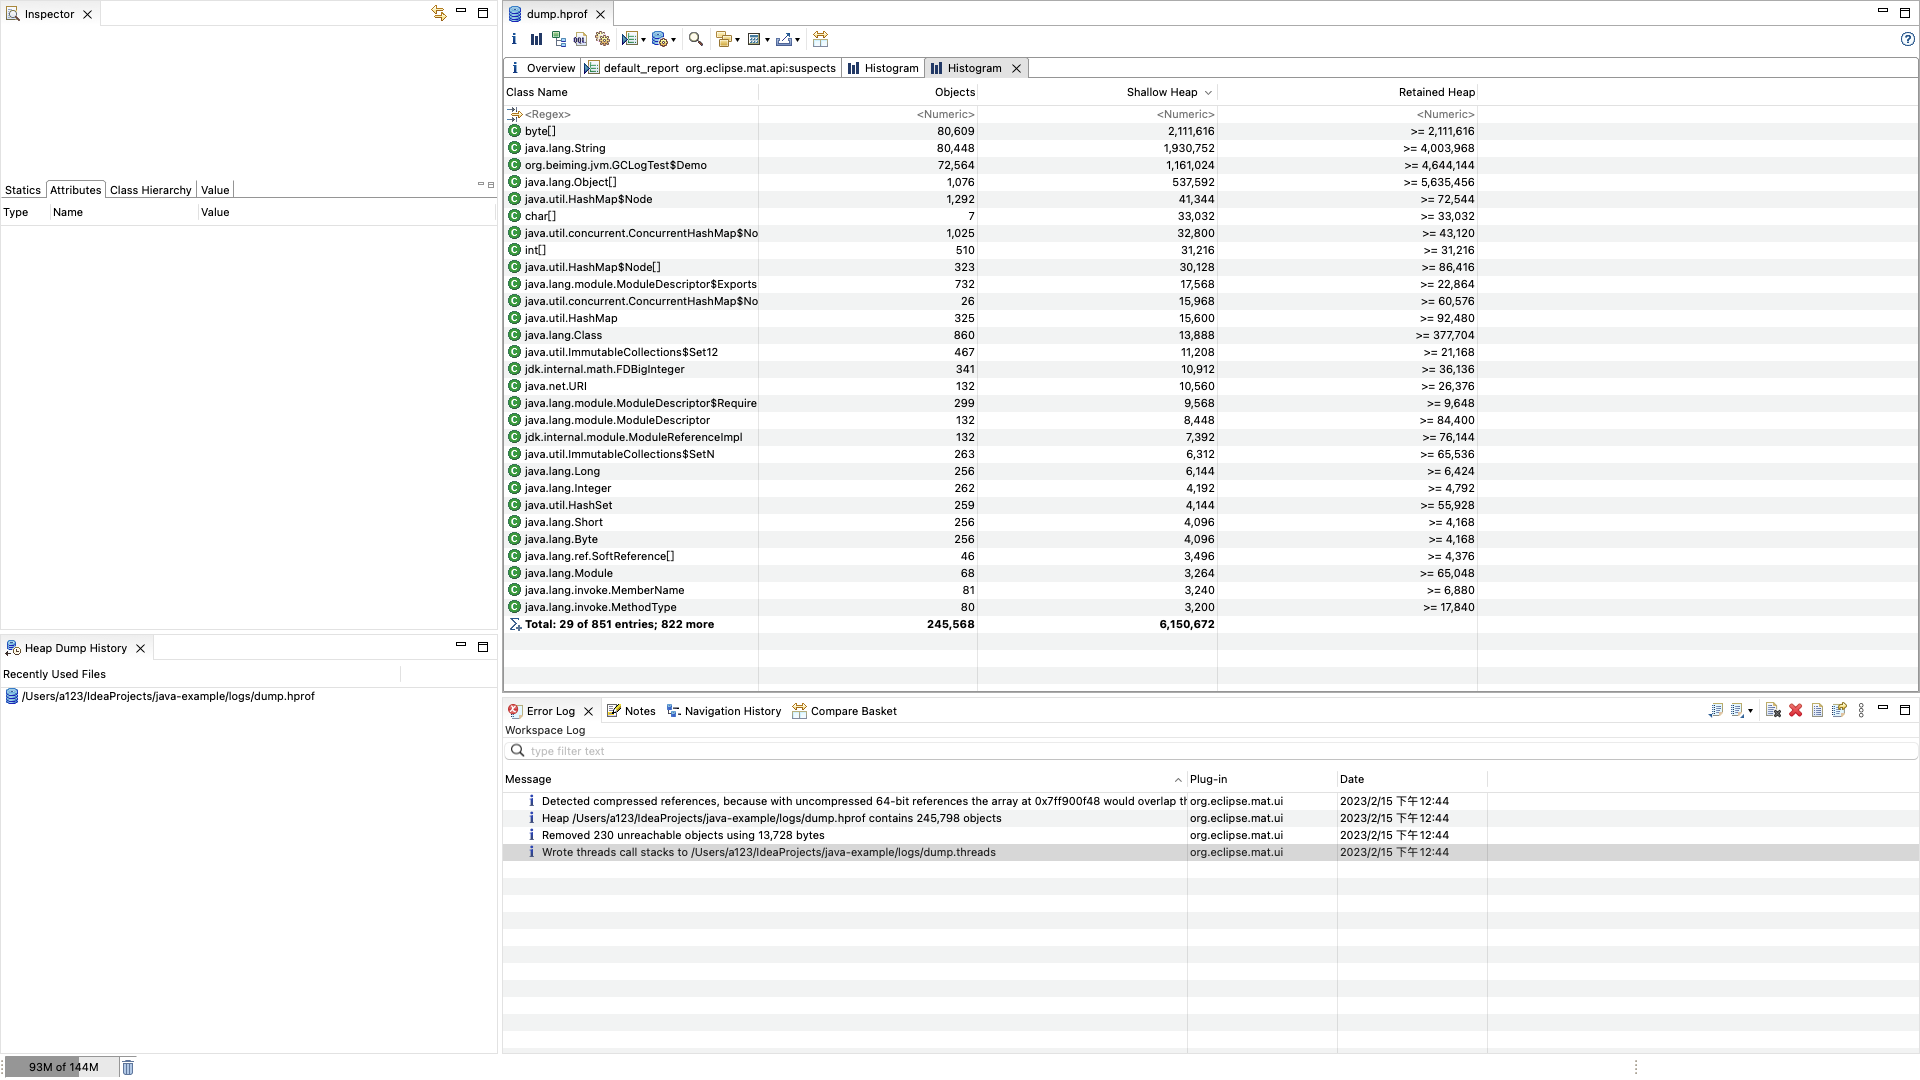 Inspector
Statics Attributes Class Hierarchy Value
Type Name Value
Heap Dump History
Recently Used Files
/Users/a123/IdeaProjects/java-example/logs/dump.hprof
93M of 144M
dump.hprof
i OQL
i Overview default_report org.eclipse.mat.api:suspects Histogram Histogram
Class Name Objects Shallow Heap Retained Heap
<Regex> <Numeric> <Numeric> <Numeric>
C byte[] 80,609 2,111,616 >= 2,111,616
C java.lang.String 80,448 1,930,752 >= 4,003,968
C org.beiming.jvm.GCLogTest$Demo 72,564 1,161,024 >= 4,644,144
C java.lang.Object[] 1,076 537,592 >= 5,635,456
C java.util.HashMap$Node 1,292 41,344 >= 72,544
C char[] 7 33,032 >= 33,032
C java.util.concurrent.ConcurrentHashMap$No 1,025 32,800 >= 43,120
C int[] 510 31,216 >= 31,216
C java.util.HashMap$Node[] 323 30,128 >= 86,416
C java.lang.module.ModuleDescriptor$Exports 732 17,568 >= 22,864
C java.util.concurrent.ConcurrentHashMap$No 26 15,968 >= 60,576
C java.util.HashMap 325 15,600 >= 92,480
C java.lang.Class 860 13,888 >= 377,704
C java.util.ImmutableCollections$Set12 467 11,208 >= 21,168
C jdk.internal.math.FDBigInteger 341 10,912 >= 36,136
C java.net.URI 132 10,560 >= 26,376
C java.lang.module.ModuleDescriptor$Require 299 9,568 >= 9,648
C java.lang.module.ModuleDescriptor 132 8,448 >= 84,400
C jdk.internal.module.ModuleReferenceImpl 132 7,392 >= 76,144
C java.util.ImmutableCollections$SetN 263 6,312 >= 65,536
C java.lang.Long 256 6,144 >= 6,424
C java.lang.Integer 262 4,192 >= 4,792
C java.util.HashSet 259 4,144 >= 55,928
C java.lang.Short 256 4,096 >= 4,168
C java.lang.Byte 256 4,096 >= 4,168
C java.lang.ref.SoftReference[] 46 3,496 >= 4,376
C java.lang.Module 68 3,264 >= 65,048
C java.lang.invoke.MemberName 81 3,240 >= 6,880
C java.lang.invoke.MethodType 80 3,200 >= 17,840
Total: 29 of 851 entries; 822 more 245,568 6,150,672
Error Log Notes Navigation History Compare Basket
Workspace Log
type filter text
Message Plug-in Date
i Detected compressed references, because with uncompressed 64-bit references the array at 0x7ff900f48 would overlap th org.eclipse.mat.ui 2023/2/15 下午12:44
i Heap /Users/a123/IdeaProjects/java-example/logs/dump.hprof contains 245,798 objects org.eclipse.mat.ui 2023/2/15 下午12:44
i Removed 230 unreachable objects using 13,728 bytes org.eclipse.mat.ui 2023/2/15 下午12:44
i Wrote threads call stacks to /Users/a123/IdeaProjects/java-example/logs/dump.threads org.eclipse.mat.ui 2023/2/15 下午12:44